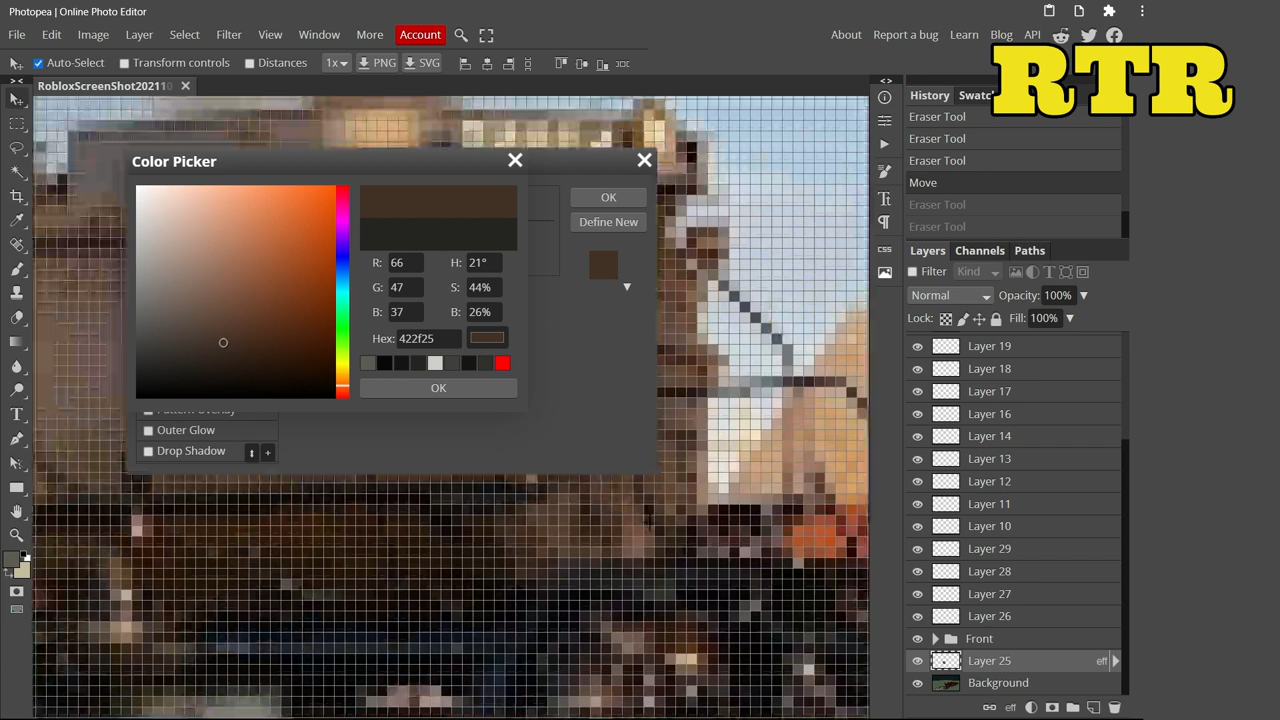 Photopea | Online Photo Editor
File Edit Image Layer Select Filter View Window More Account
About Report a bug Learn Blog API
RTR
Auto-Select Transform controls Distances 1x PNG SVG
RobloxScreenShot20211
History
Eraser Tool
Eraser Tool
Eraser Tool
Move
Eraser Tool
Eraser Tool
Color Picker
OK
Define New
R: 66 H: 21°
G: 47 S: 44%
B: 37 B: 26%
Hex: 422f25
OK
Outer Glow
Drop Shadow
CSS
Layers Channels Paths
Filter Kind
Normal Opacity: 100%
Lock: Fill: 100%
Layer 19
Layer 18
Layer 17
Layer 16
Layer 14
Layer 13
Layer 12
Layer 11
Layer 10
Layer 29
Layer 28
Layer 27
Layer 26
Front
Layer 25 eff
Background
eff